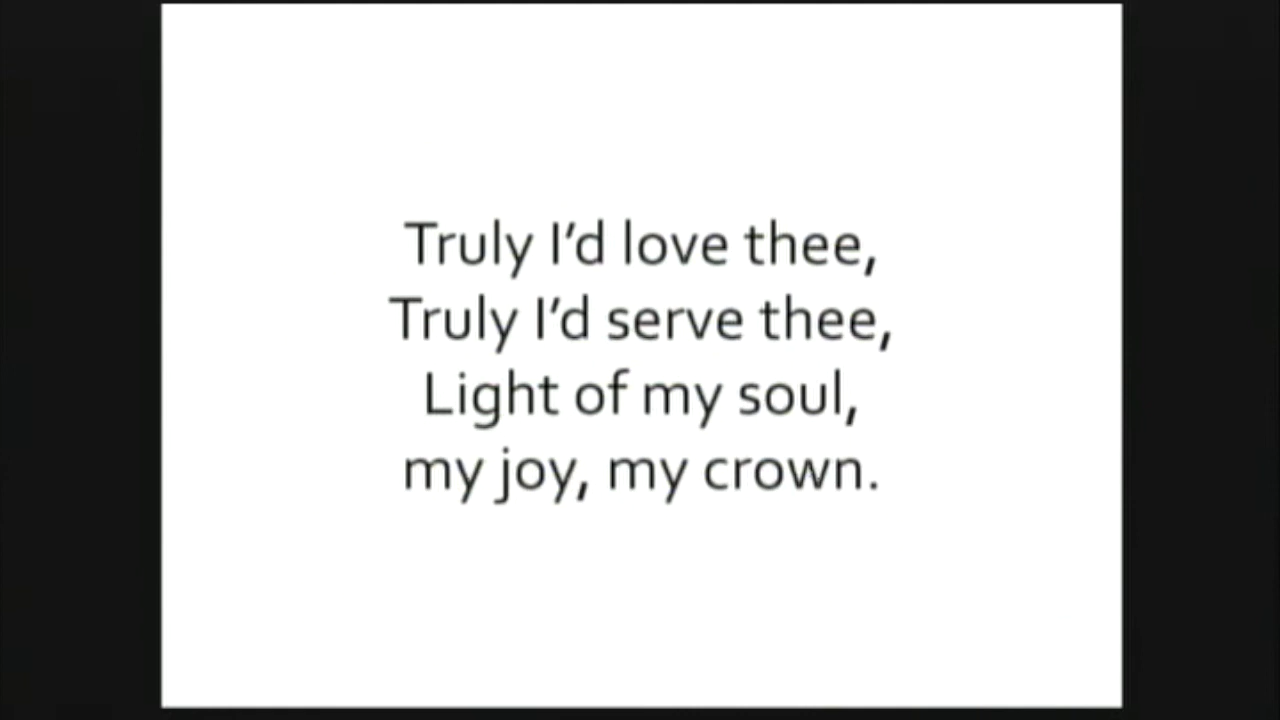 Truly I’d love thee,
Truly I’d serve thee,
Light of my soul,
my joy, my crown.